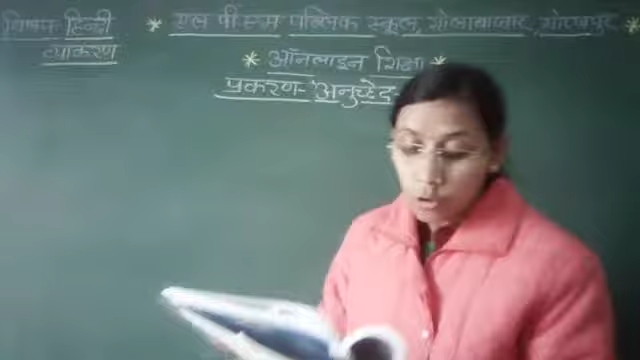 विषय हिन्दी * एल पी एम पब्लिक स्कूल, गोलाबाजार, गोरखपुर *
व्याकरण
* ऑनलाइन शिक्षा *
प्रकरण- 'अनुच्छेद-